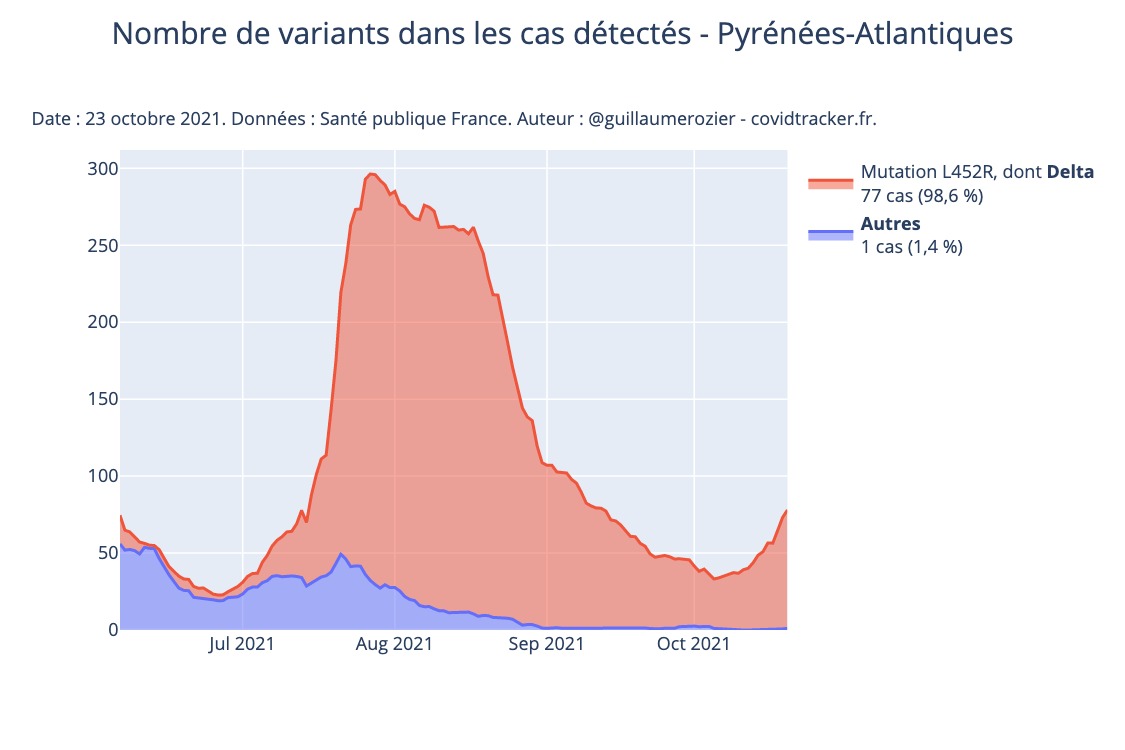 Nombre de variants dans les cas détectés - Pyrénées-Atlantiques
Date : 23 octobre 2021. Données : Santé publique France. Auteur : @guillaumerozier - covidtracker.fr.
300
250
200
150
100
50
0
Jul 2021
Aug 2021
Sep 2021
Oct 2021
Mutation L452R, dont Delta
77 cas (98,6 %)
Autres
1 cas (1,4 %)